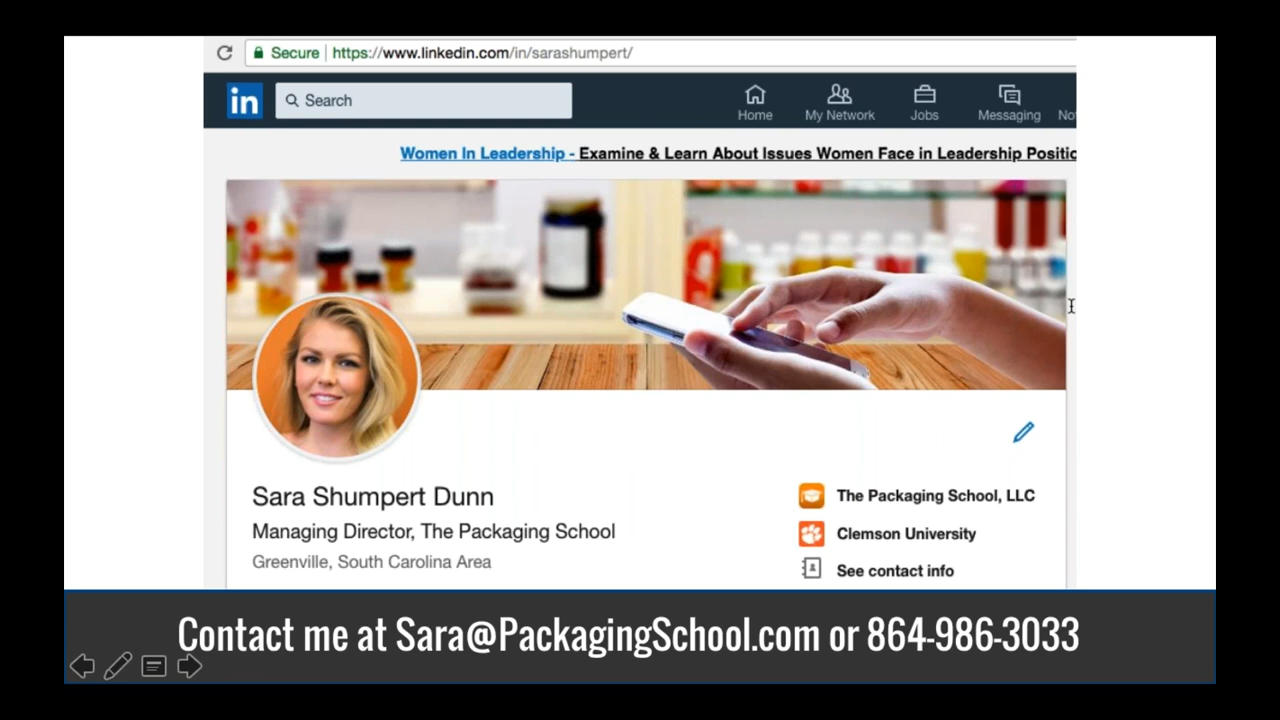 Secure | https://www.linkedin.com/in/sarashumpert/
in
Search
Home
My Network
Jobs
Messaging
No
Women In Leadership - Examine & Learn About Issues Women Face in Leadership Positio
Sara Shumpert Dunn
Managing Director, The Packaging School
Greenville, South Carolina Area
The Packaging School, LLC
Clemson University
See contact info
Contact me at Sara@PackagingSchool.com or 864-986-3033